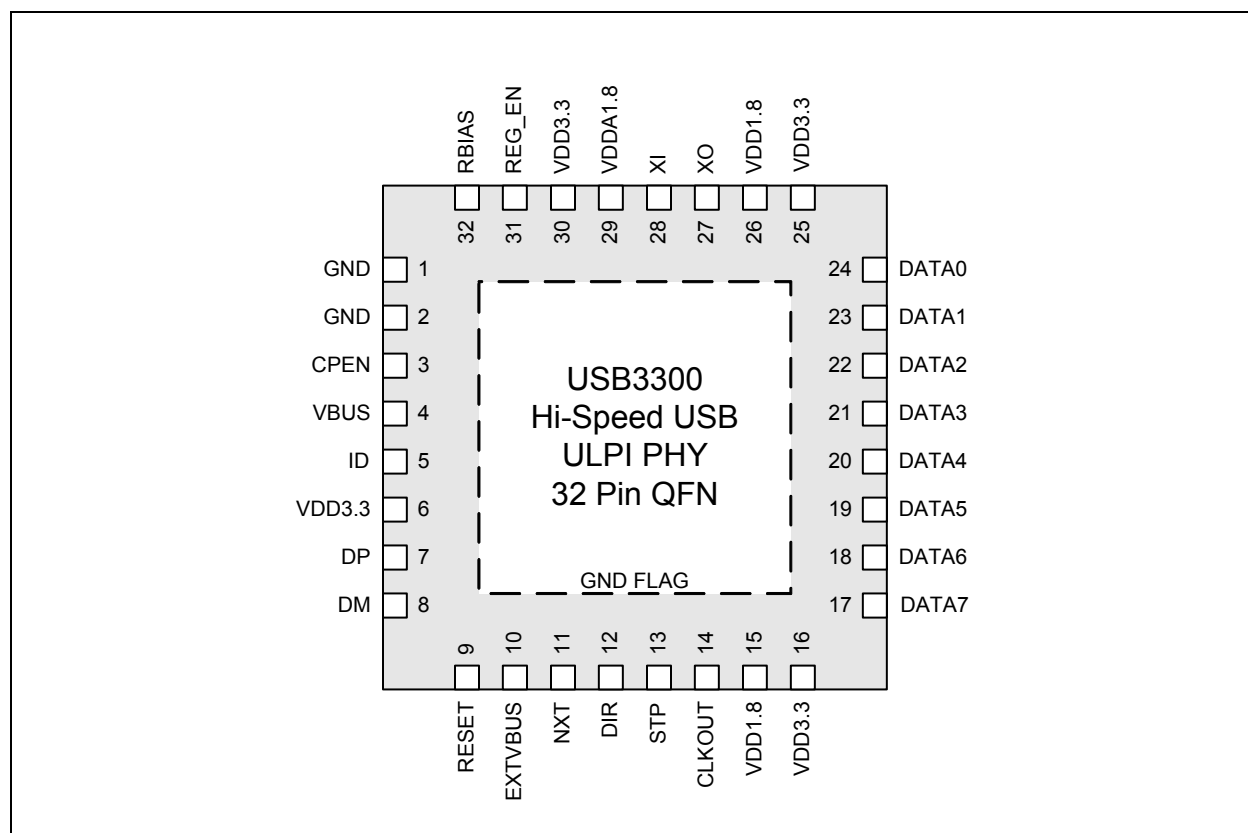 RBIAS
REG_EN
VDD3.3
VDDA1.8
XI
XO
VDD1.8
VDD3.3
32
31
30
29
28
27
26
25
GND 1
GND 2
CPEN 3
VBUS 4
ID 5
VDD3.3 6
DP 7
DM 8
USB3300
Hi-Speed USB
ULPI PHY
32 Pin QFN
GND FLAG
24 DATA0
23 DATA1
22 DATA2
21 DATA3
20 DATA4
19 DATA5
18 DATA6
17 DATA7
9
10
11
12
13
14
15
16
RESET
EXTVBUS
NXT
DIR
STP
CLKOUT
VDD1.8
VDD3.3